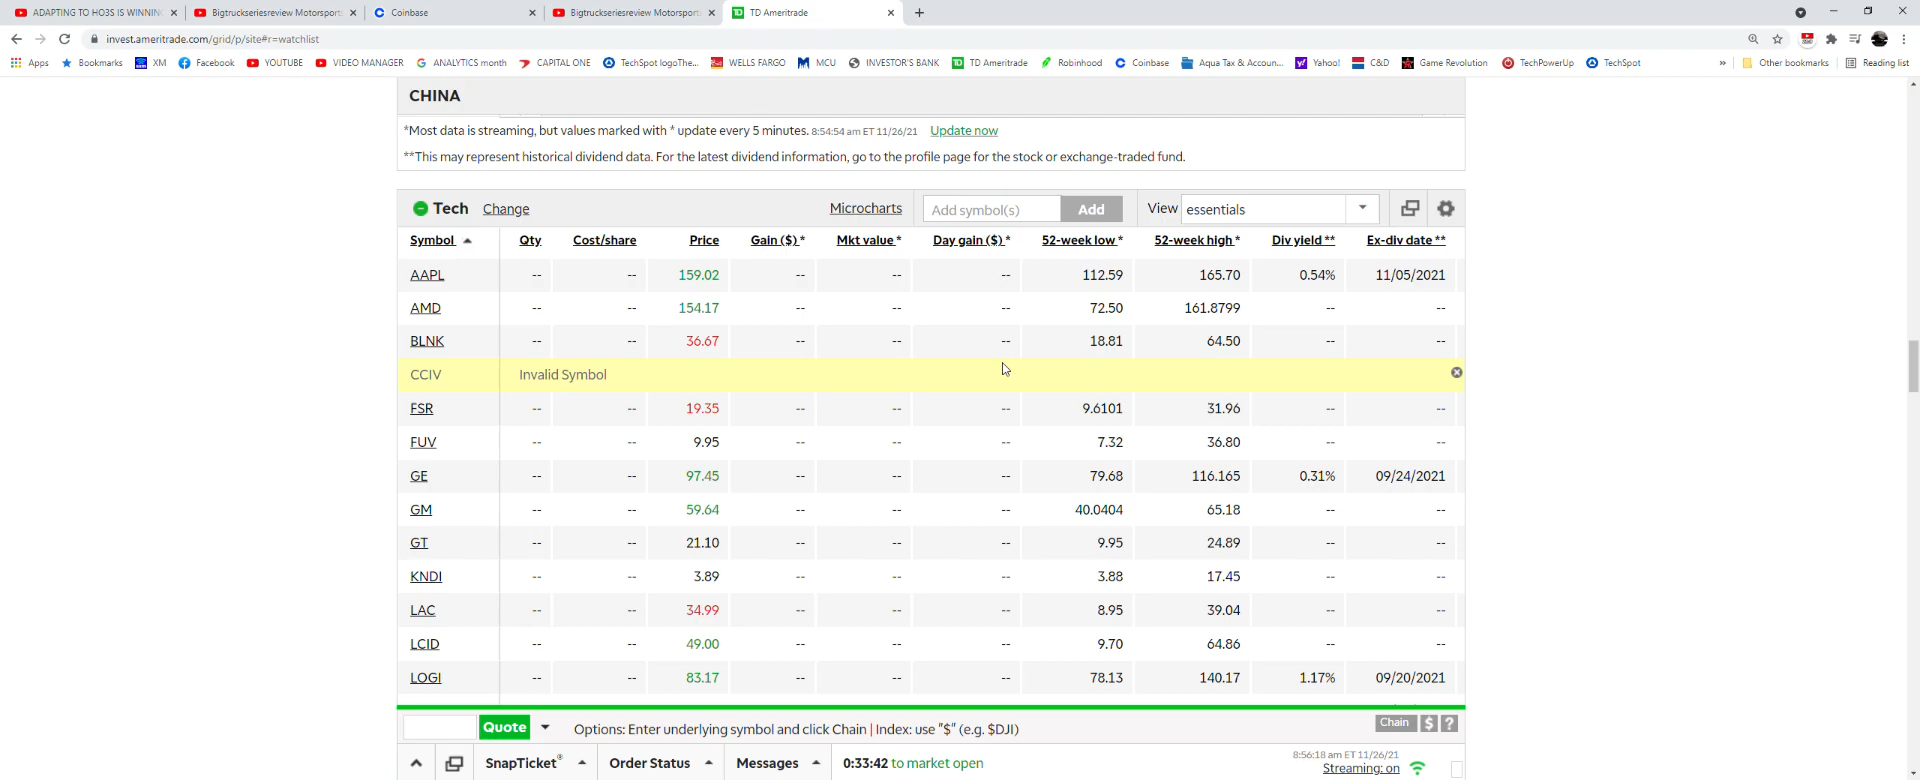 ADAPTING TO HO3S IS WINNIN
Bigtruckseriesreview Motorsport
Coinbase
Bigtruckseriesreview Motorsport
TD Ameritrade
invest.ameritrade.com/grid/p/site#r=watchlist
Apps Bookmarks XM Facebook YOUTUBE VIDEO MANAGER ANALYTICS month CAPITAL ONE TechSpot logoThe... WELLS FARGO MCU INVESTOR'S BANK TD Ameritrade Robinhood Coinbase Aqua Tax & Accoun... Yahoo! C&D Game Revolution TechPowerUp TechSpot » Other bookmarks Reading list
CHINA
*Most data is streaming, but values marked with * update every 5 minutes. 8:54:54 am ET 11/26/21 Update now
**This may represent historical dividend data. For the latest dividend information, go to the profile page for the stock or exchange-traded fund.
Tech Change Microcharts Add symbol(s) Add View essentials
Symbol Qty Cost/share Price Gain ($) * Mkt value * Day gain ($) * 52-week low * 52-week high * Div yield ** Ex-div date **
AAPL -- -- 159.02 -- -- -- 112.59 165.70 0.54% 11/05/2021
AMD -- -- 154.17 -- -- -- 72.50 161.8799 -- --
BLNK -- -- 36.67 -- -- -- 18.81 64.50 -- --
CCIV Invalid Symbol
FSR -- -- 19.35 -- -- -- 9.6101 31.96 -- --
FUV -- -- 9.95 -- -- -- 7.32 36.80 -- --
GE -- -- 97.45 -- -- -- 79.68 116.165 0.31% 09/24/2021
GM -- -- 59.64 -- -- -- 40.0404 65.18 -- --
GT -- -- 21.10 -- -- -- 9.95 24.89 -- --
KNDI -- -- 3.89 -- -- -- 3.88 17.45 -- --
LAC -- -- 34.99 -- -- -- 8.95 39.04 -- --
LCID -- -- 49.00 -- -- -- 9.70 64.86 -- --
LOGI -- -- 83.17 -- -- -- 78.13 140.17 1.17% 09/20/2021
Quote Options: Enter underlying symbol and click Chain | Index: use "$" (e.g. $DJI) Chain $ ?
SnapTicket® Order Status Messages 0:33:42 to market open
8:56:18 am ET 11/26/21
Streaming: on